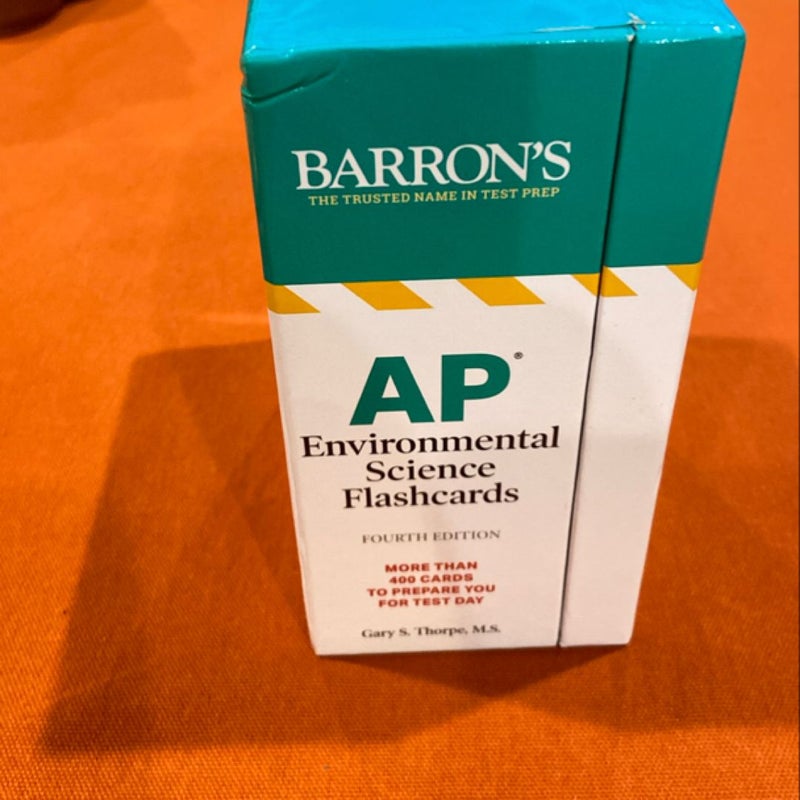 BARRON'S
THE TRUSTED NAME IN TEST PREP
AP®
Environmental
Science
Flashcards
FOURTH EDITION
MORE THAN
400 CARDS
TO PREPARE YOU
FOR TEST DAY
Gary S. Thorpe, M.S.